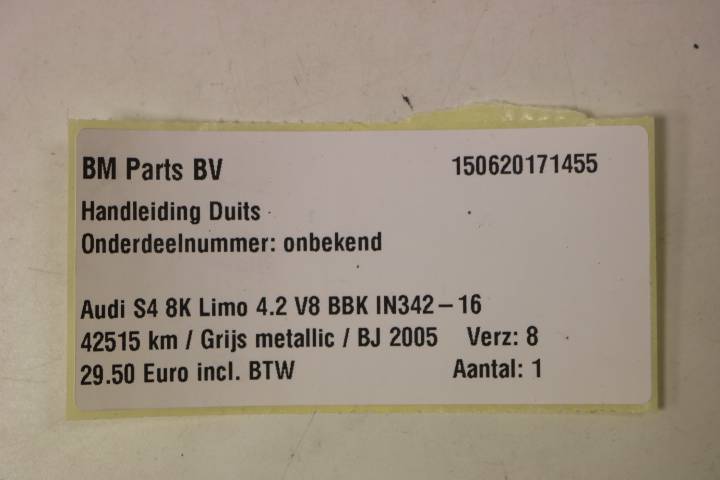 BM Parts BV 150620171455
Handleiding Duits
Onderdeelnummer: onbekend
Audi S4 8K Limo 4.2 V8 BBK IN342-16
42515 km / Grijs metallic / BJ 2005 Verz: 8
29.50 Euro incl. BTW Aantal: 1